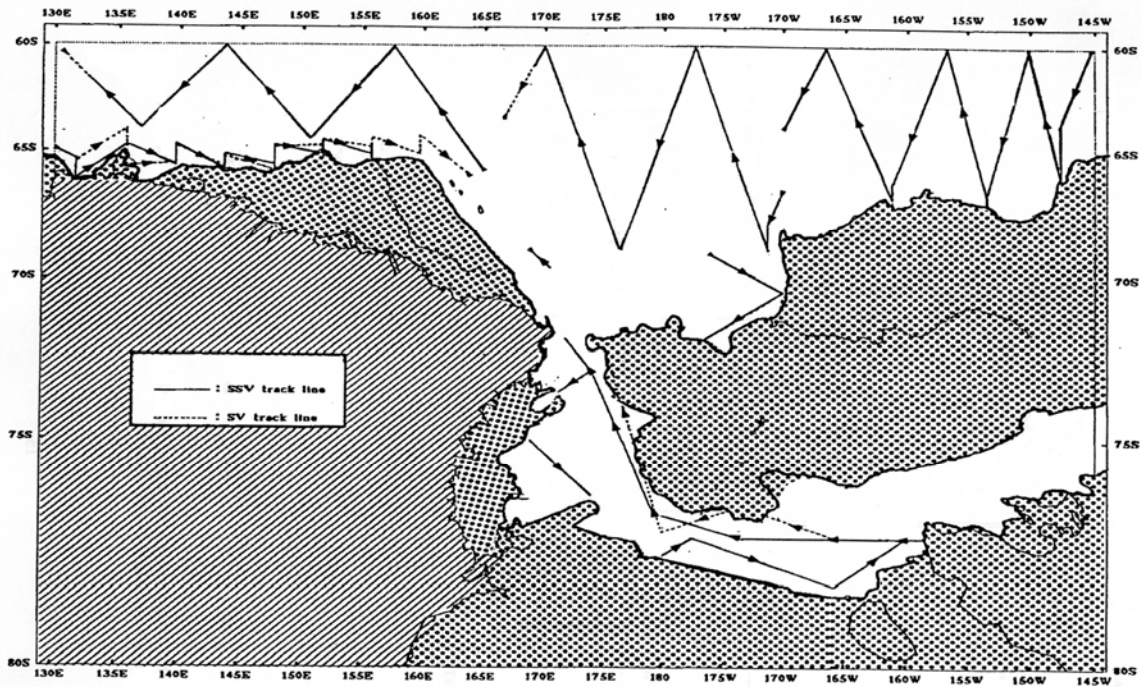 130E 135E 140E 145E 150E 155E 160E 165E 170E 175E 180 175W 170W 165W 160W 155W 150W 145W
60S 60S
65S 65S
70S 70S
: SSV track line
: SV track line
75S 75S
80S 80S
130E 135E 140E 145E 150E 155E 160E 165E 170E 175E 180 175W 170W 165W 160W 155W 150W 145W